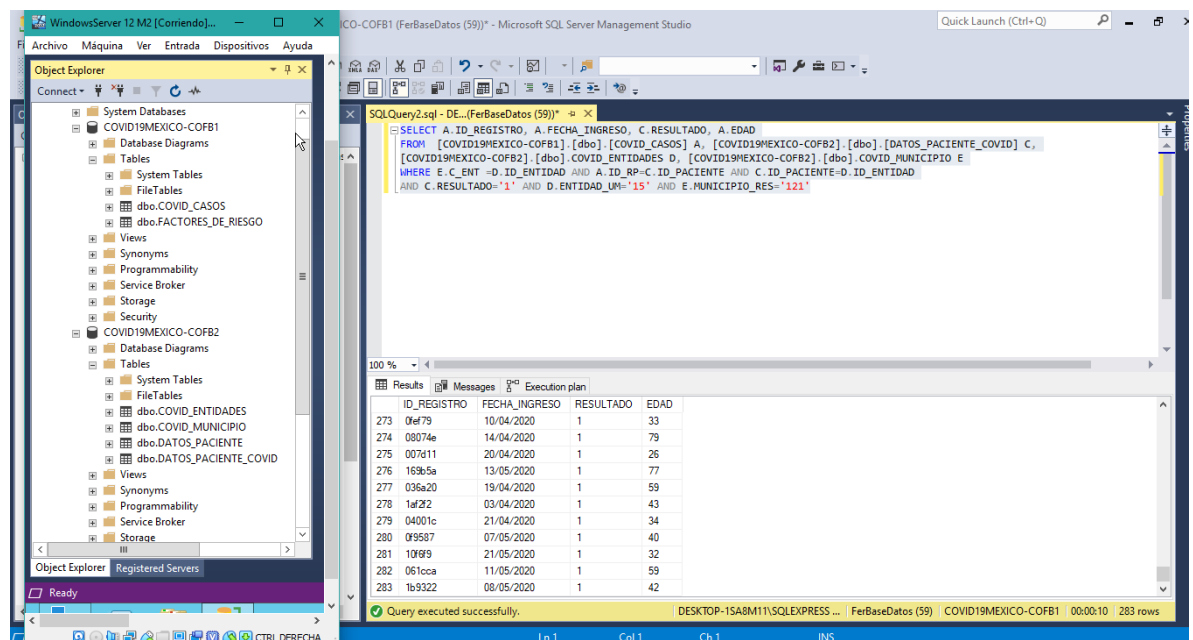 WindowsServer 12 M2 [Corriendo]...
ICO-COFB1 (FerBaseDatos (59))* - Microsoft SQL Server Management Studio
Quick Launch (Ctrl+Q)
Archivo Máquina Ver Entrada Dispositivos Ayuda
Object Explorer
Connect
System Databases
COVID19MEXICO-COFB1
Database Diagrams
Tables
System Tables
FileTables
dbo.COVID_CASOS
dbo.FACTORES_DE_RIESGO
Views
Synonyms
Programmability
Service Broker
Storage
Security
COVID19MEXICO-COFB2
Database Diagrams
Tables
System Tables
FileTables
dbo.COVID_ENTIDADES
dbo.COVID_MUNICIPIO
dbo.DATOS_PACIENTE
dbo.DATOS_PACIENTE_COVID
Views
Synonyms
Programmability
Service Broker
Storage
Object Explorer Registered Servers
Ready
CTRL DERECHA
SQLQuery2.sql - DE...(FerBaseDatos (59))*
Properties
SELECT A.ID_REGISTRO, A.FECHA_INGRESO, C.RESULTADO, A.EDAD
FROM [COVID19MEXICO-COFB1].[dbo].[COVID_CASOS] A, [COVID19MEXICO-COFB2].[dbo].[DATOS_PACIENTE_COVID] C,
[COVID19MEXICO-COFB2].[dbo].COVID_ENTIDADES D, [COVID19MEXICO-COFB2].[dbo].COVID_MUNICIPIO E
WHERE E.C_ENT =D.ID_ENTIDAD AND A.ID_RP=C.ID_PACIENTE AND C.ID_PACIENTE=D.ID_ENTIDAD
AND C.RESULTADO='1' AND D.ENTIDAD_UM='15' AND E.MUNICIPIO_RES='121'
100 %
Results Messages Execution plan
ID_REGISTRO FECHA_INGRESO RESULTADO EDAD
273 0fef79 10/04/2020 1 33
274 08074e 14/04/2020 1 79
275 007d11 20/04/2020 1 26
276 169b5a 13/05/2020 1 77
277 036a20 19/04/2020 1 59
278 1af2f2 03/04/2020 1 43
279 04001c 21/04/2020 1 34
280 0f9587 07/05/2020 1 40
281 10f6f9 21/05/2020 1 32
282 061cca 11/05/2020 1 59
283 1b9322 08/05/2020 1 42
Query executed successfully.
DESKTOP-1SA8M11\SQLEXPRESS ... FerBaseDatos (59) COVID19MEXICO-COFB1 00:00:10 283 rows
Ln 1 Col 1 Ch 1 INS